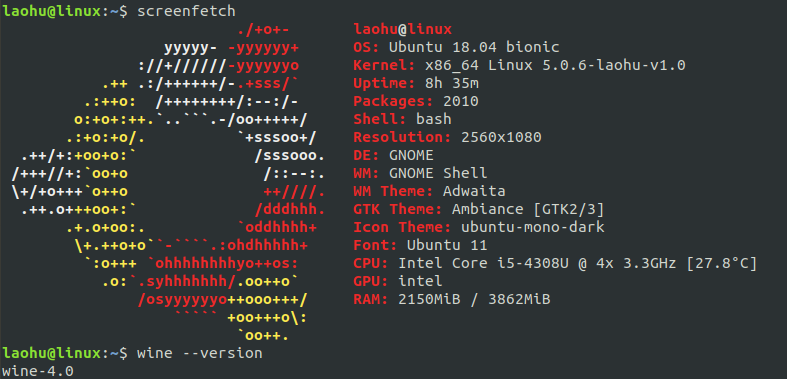 laohu@linux:~$ screenfetch
./+o+- laohu@linux
yyyyy- -yyyyyy+ OS: Ubuntu 18.04 bionic
://+//////-yyyyyyo Kernel: x86_64 Linux 5.0.6-laohu-v1.0
.++ .:/++++++/-.+sss/` Uptime: 8h 35m
.:++o: /++++++++/:--:/- Packages: 2010
o:+o+:++.`..```.-/oo+++++/ Shell: bash
.:+o:+o/. `+sssoo+/ Resolution: 2560x1080
.++/+:+oo+o:` /sssooo. DE: GNOME
/+++//+:`oo+o /::--:. WM: GNOME Shell
\+/+o+++`o++o ++////. WM Theme: Adwaita
.++.o+++oo+:` /dddhhh. GTK Theme: Ambiance [GTK2/3]
.+.o+oo:. `oddhhhh+ Icon Theme: ubuntu-mono-dark
\+.++o+o``-````.:ohdhhhhh+ Font: Ubuntu 11
`:o+++ `ohhhhhhhhyo++os: CPU: Intel Core i5-4308U @ 4x 3.3GHz [27.8°C]
.o:`.syhhhhhhh/.oo++o` GPU: intel
/osyyyyyyo++ooo+++/ RAM: 2150MiB / 3862MiB
````` +oo+++o\:
`oo++.
laohu@linux:~$ wine --version
wine-4.0